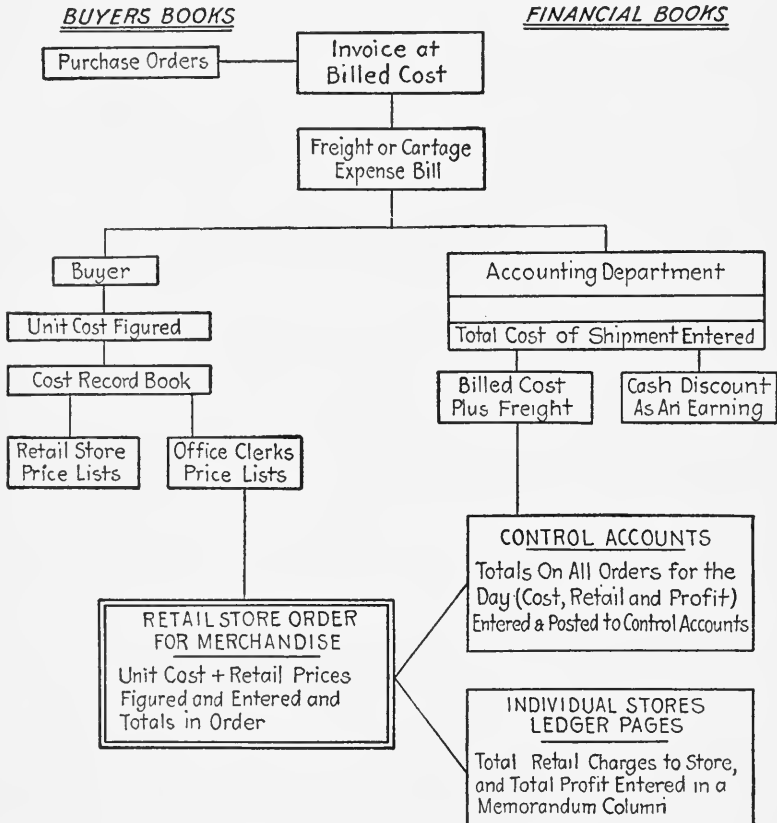 BUYERS BOOKS
FINANCIAL BOOKS
Purchase Orders
Invoice at
Billed Cost
Freight or Cartage
Expense Bill
Buyer
Unit Cost Figured
Cost Record Book
Retail Store
Price Lists
Office Clerks
Price Lists
Accounting Department
Total Cost of Shipment Entered
Billed Cost
Plus Freight
Cash Discount
As An Earning
RETAIL STORE ORDER
FOR MERCHANDISE
Unit Cost + Retail Prices
Figured and Entered and
Totals in Order
CONTROL ACCOUNTS
Totals On All Orders for the
Day (Cost, Retail and Profit)
Entered & Posted to Control Accounts
INDIVIDUAL STORES
LEDGER PAGES
Total Retail Charges to Store,
and Total Profit Entered in a
Memorandum Column